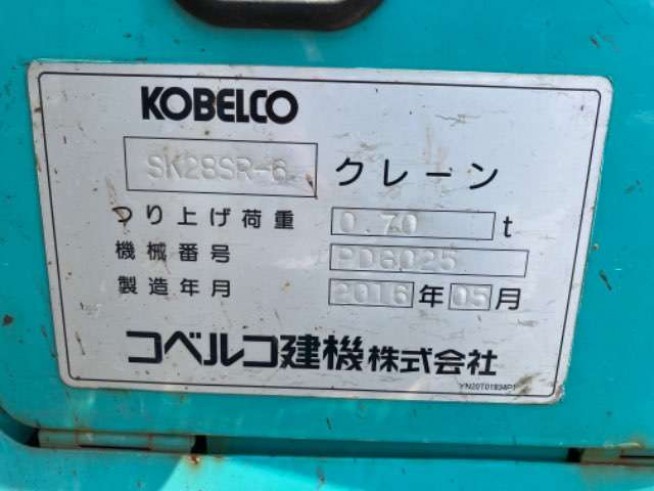 KOBELCO
SK28SR-6 クレーン
つり上げ荷重 0.70 t
機械番号 PDG025
製造年月 2016年05月
コベルコ建機株式会社